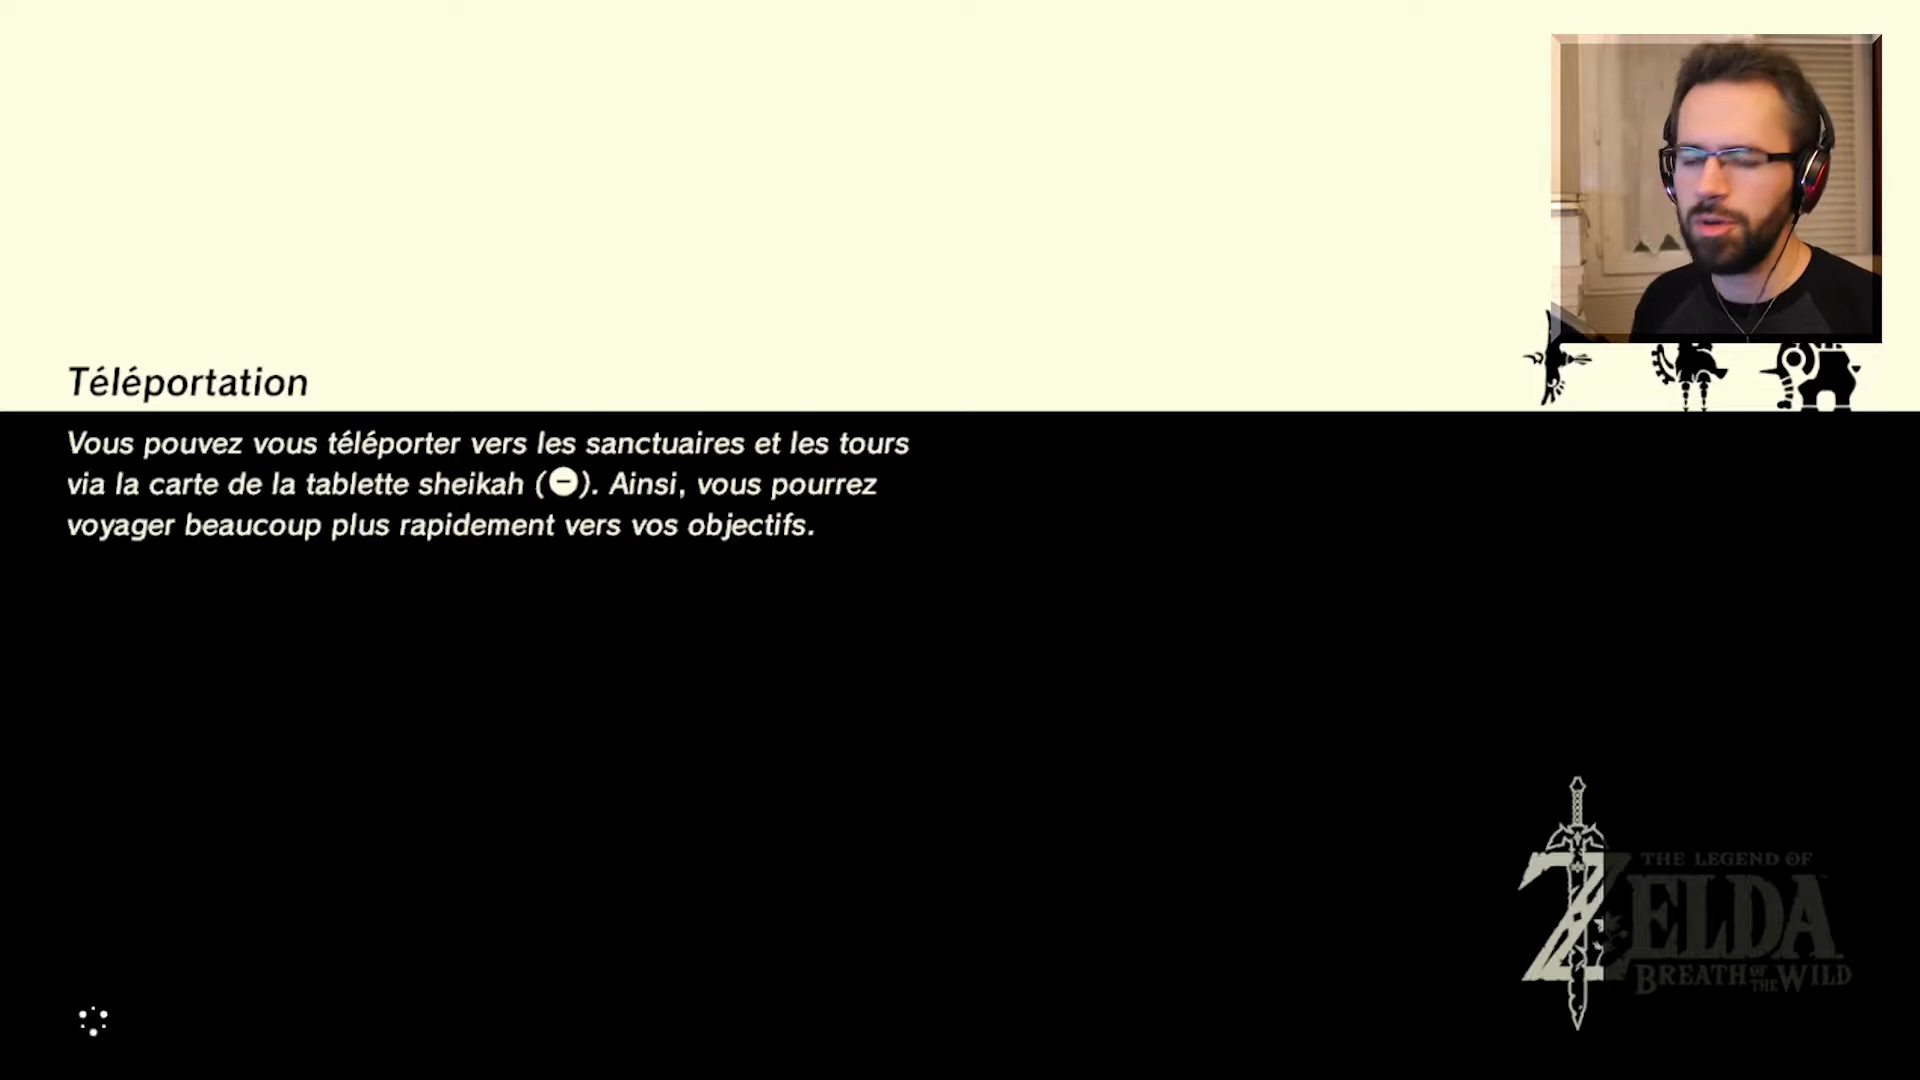 Téléportation
Vous pouvez vous téléporter vers les sanctuaires et les tours
via la carte de la tablette sheikah (-). Ainsi, vous pourrez
voyager beaucoup plus rapidement vers vos objectifs.
THE LEGEND OF
ZELDA
BREATH OF THE WILD